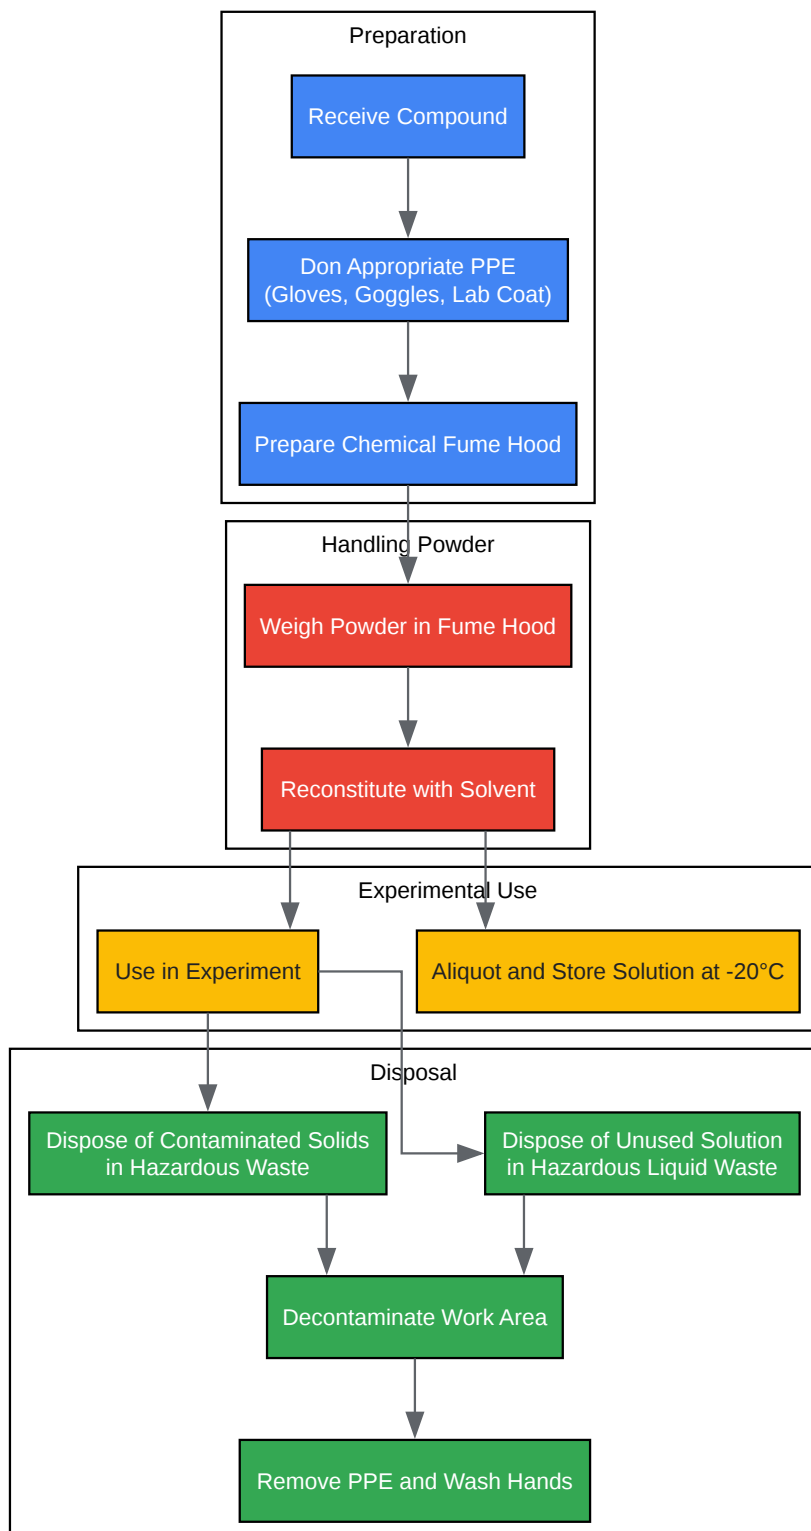 Preparation
Receive Compound
Don Appropriate PPE
(Gloves, Goggles, Lab Coat)
Prepare Chemical Fume Hood
Handling Powder
Weigh Powder in Fume Hood
Reconstitute with Solvent
Experimental Use
Use in Experiment
Aliquot and Store Solution at -20°C
Disposal
Dispose of Contaminated Solids
in Hazardous Waste
Dispose of Unused Solution
in Hazardous Liquid Waste
Decontaminate Work Area
Remove PPE and Wash Hands